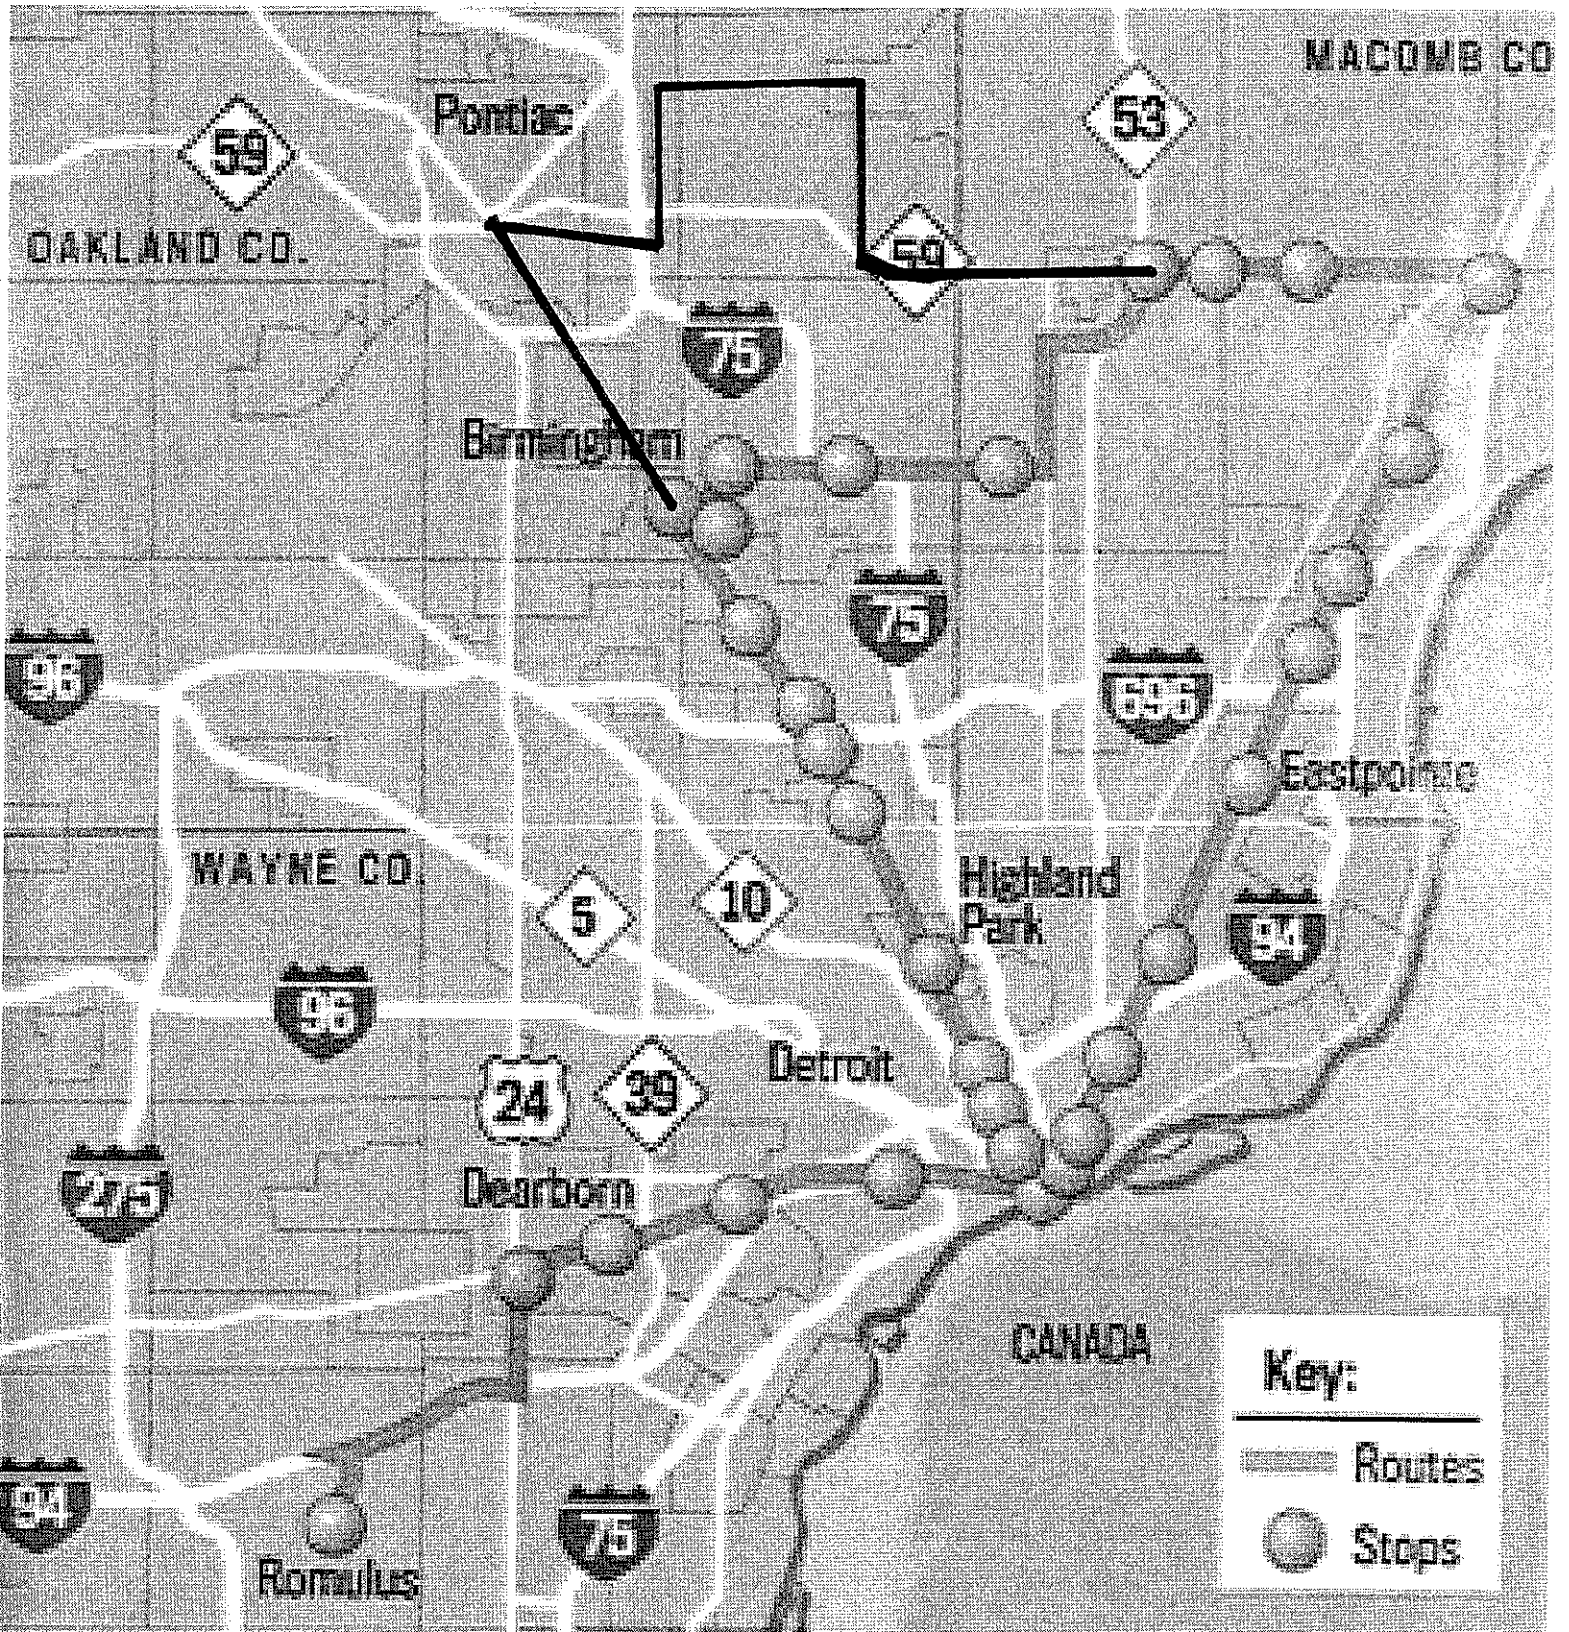 MACOMB CO
Pontiac
53
59
OAKLAND CO.
59
75
Birmingham
75
96
696
Eastpointe
WAYNE CO.
Highland
Park
5
10
94
96
Detroit
24
39
275
Dearborn
CANADA
Key:
Routes
94
75
Stops
Romulus